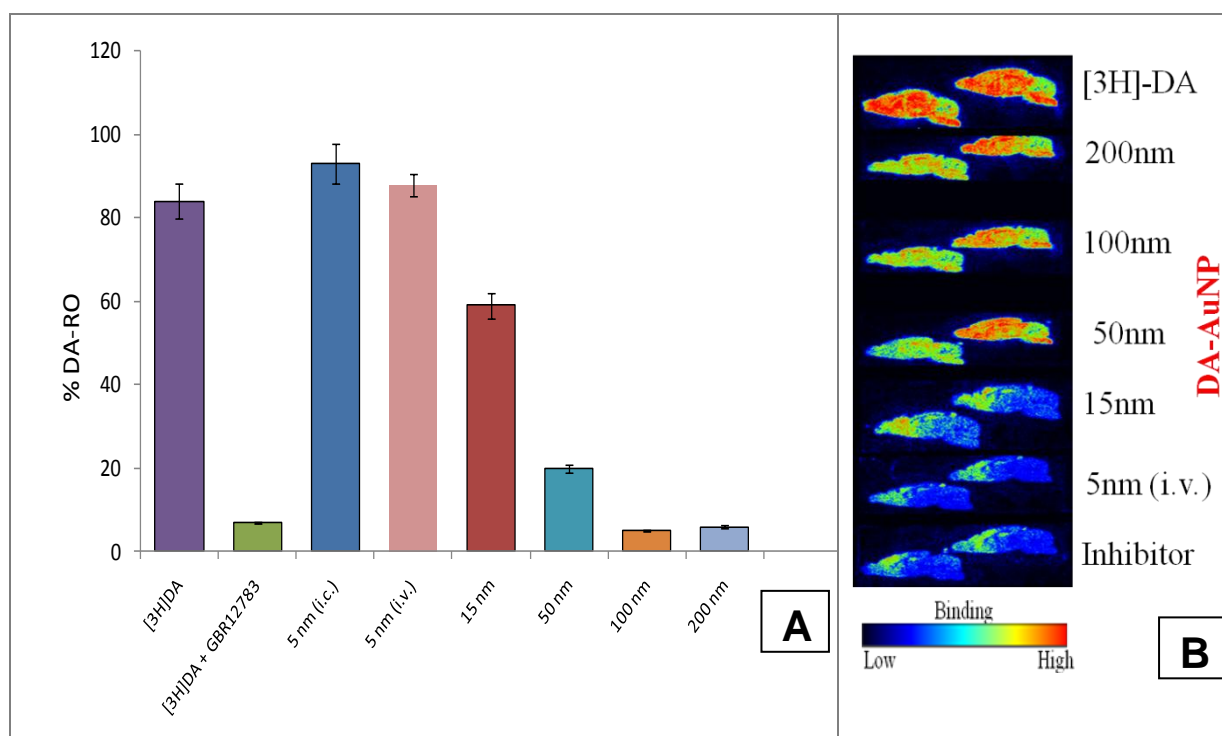 120
100
80
60
40
20
0
% DA-RO
[3H]DA
[3H]DA + GBR12783
5 nm (i.c.)
5 nm (i.v.)
15 nm
50 nm
100 nm
200 nm
A
[3H]-DA
200nm
100nm
50nm
15nm
5nm (i.v.)
Inhibitor
DA-AuNP
Binding
Low High
B